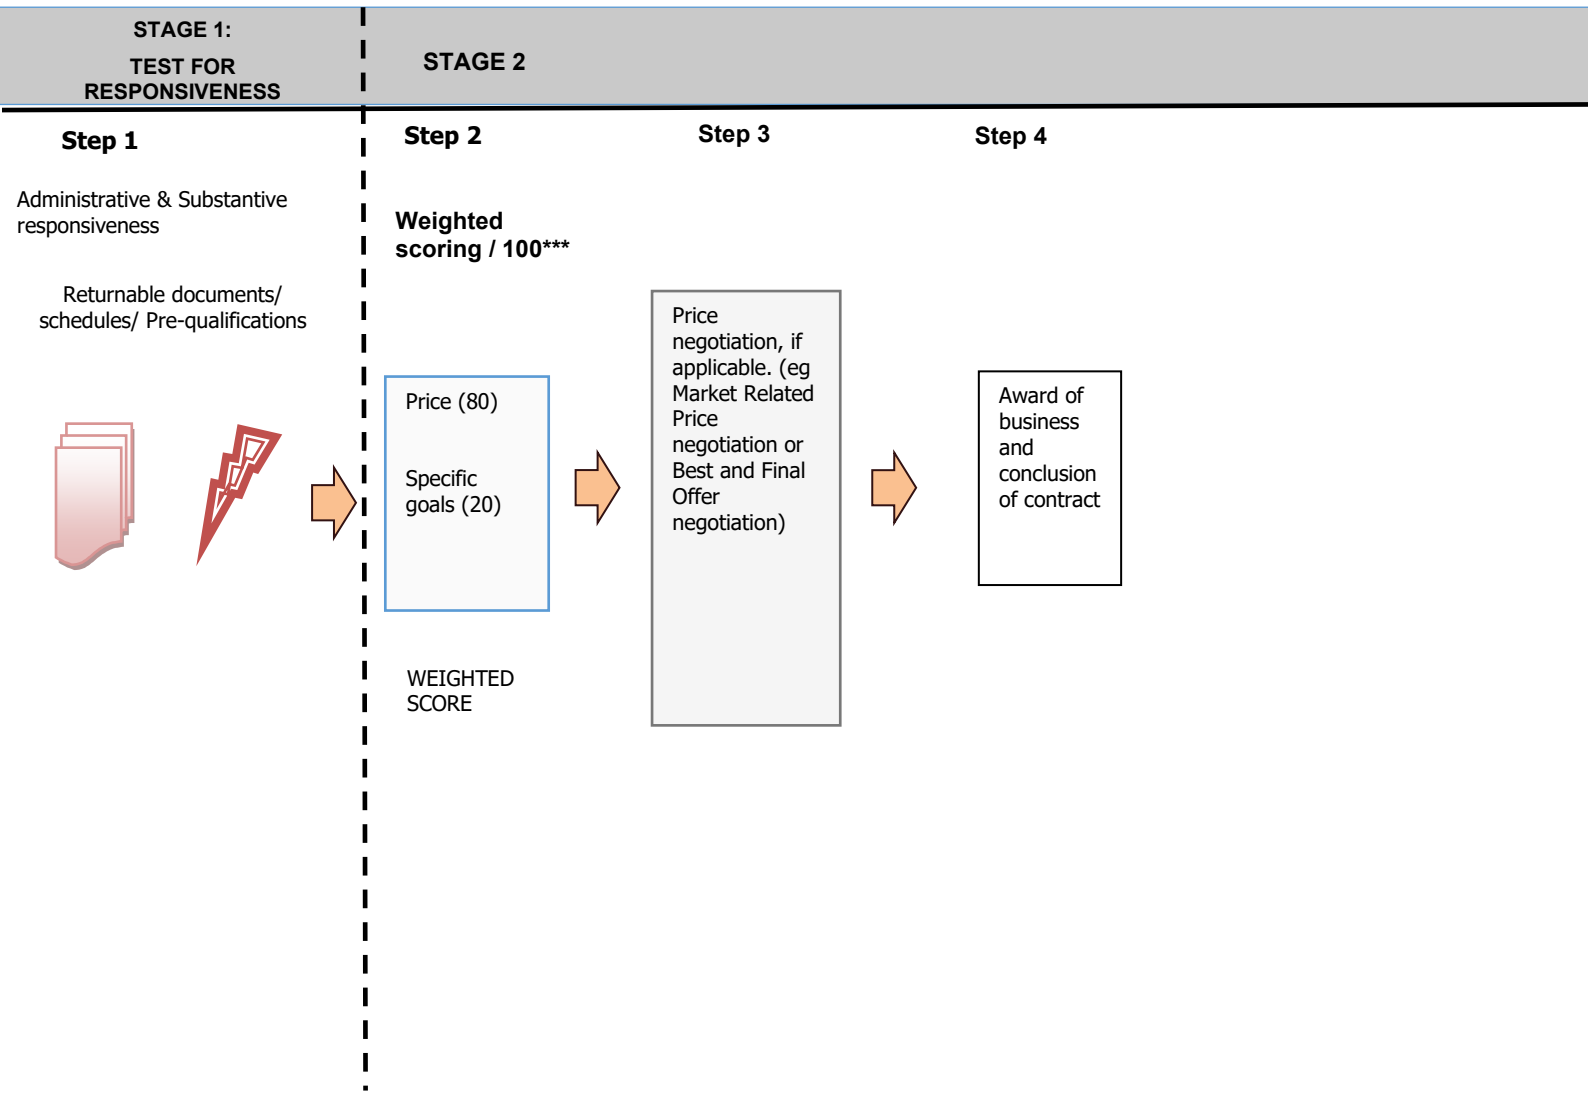 STAGE 1:
TEST FOR
RESPONSIVENESS
STAGE 2
Step 1
Step 2
Step 3
Step 4
Administrative & Substantive
responsiveness
Returnable documents/
schedules/ Pre-qualifications
Weighted
scoring / 100***
Price (80)
Specific
goals (20)
WEIGHTED
SCORE
Price
negotiation, if
applicable. (eg
Market Related
Price
negotiation or
Best and Final
Offer
negotiation)
Award of
business
and
conclusion
of contract